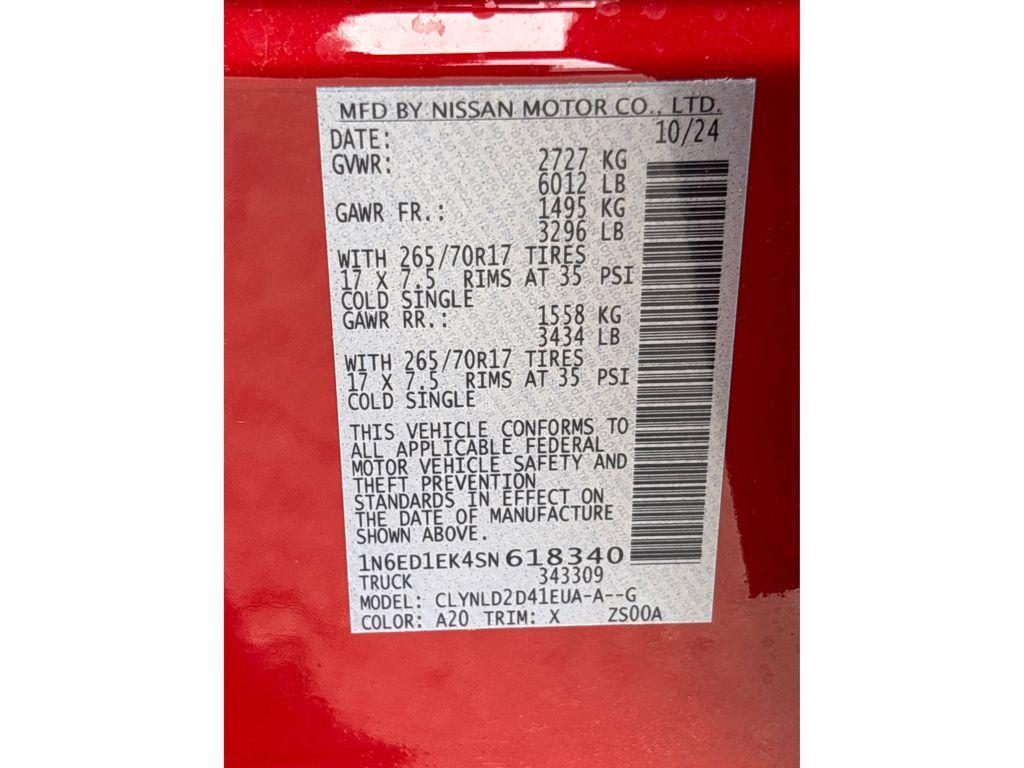 MFD BY NISSAN MOTOR CO., LTD.
DATE: 10/24
GVWR: 2727 KG
6012 LB
GAWR FR.: 1495 KG
3296 LB
WITH 265/70R17 TIRES
17 X 7.5 RIMS AT 35 PSI
COLD SINGLE
GAWR RR.: 1558 KG
3434 LB
WITH 265/70R17 TIRES
17 X 7.5 RIMS AT 35 PSI
COLD SINGLE
THIS VEHICLE CONFORMS TO
ALL APPLICABLE FEDERAL
MOTOR VEHICLE SAFETY AND
THEFT PREVENTION
STANDARDS IN EFFECT ON
THE DATE OF MANUFACTURE
SHOWN ABOVE.
1N6ED1EK4SN618340
TRUCK 343309
MODEL: CLYNLD2D41EUA-A--G
COLOR: A20 TRIM: X ZS00A